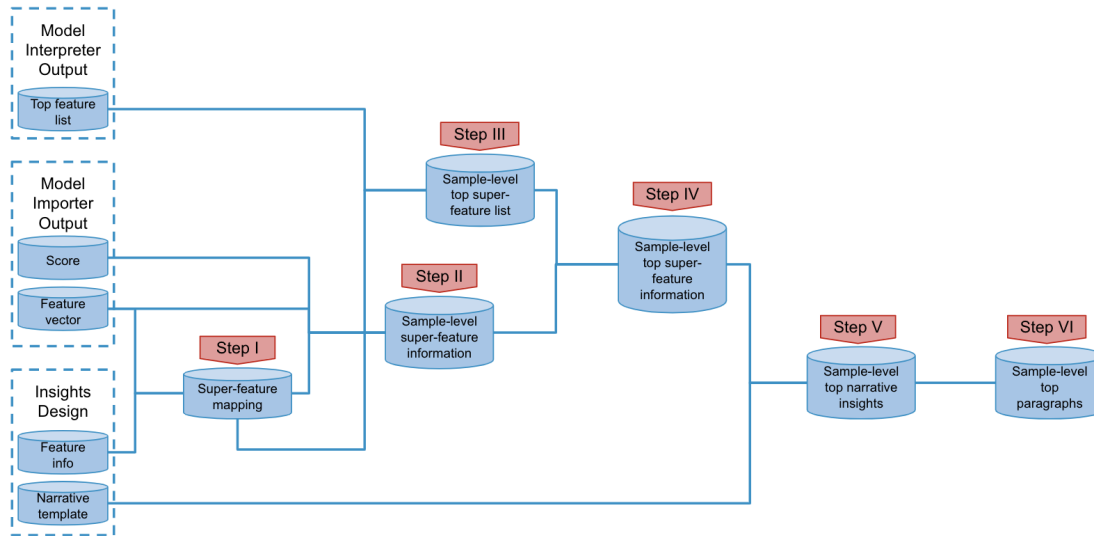 Model
Interpreter
Output
Top feature
list
Model
Importer
Output
Score
Feature
vector
Insights
Design
Feature
info
Narrative
template
Step I
Super-feature
mapping
Step II
Sample-level
super-feature
information
Step III
Sample-level
top super-
feature list
Step IV
Sample-level
top super-
feature
information
Step V
Sample-level
top narrative
insights
Step VI
Sample-level
top
paragraphs